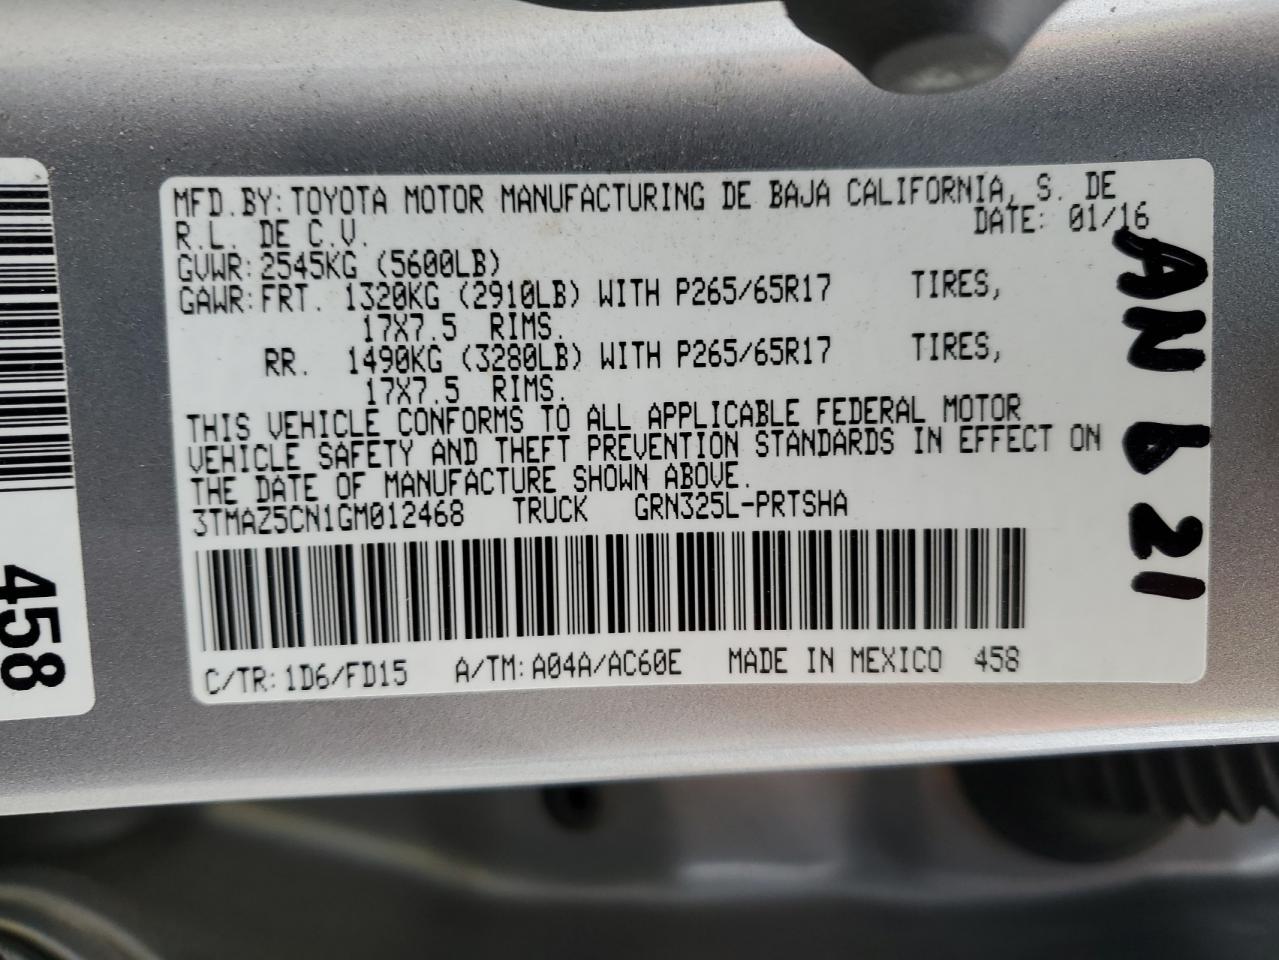 MFD.BY: TOYOTA MOTOR MANUFACTURING DE BAJA CALIFORNIA, S. DE
R.L. DE C.V. DATE: 01/16
GVWR: 2545KG (5600LB)
GAWR: FRT. 1320KG (2910LB) WITH P265/65R17 TIRES,
17X7.5 RIMS.
RR. 1490KG (3280LB) WITH P265/65R17 TIRES,
17X7.5 RIMS.
THIS VEHICLE CONFORMS TO ALL APPLICABLE FEDERAL MOTOR
VEHICLE SAFETY AND THEFT PREVENTION STANDARDS IN EFFECT ON
THE DATE OF MANUFACTURE SHOWN ABOVE.
3TMAZ5CN1GM012468 TRUCK GRN325L-PRTSHA
C/TR: 1D6/FD15 A/TM: A04A/AC60E MADE IN MEXICO 458
458
AN 6 21